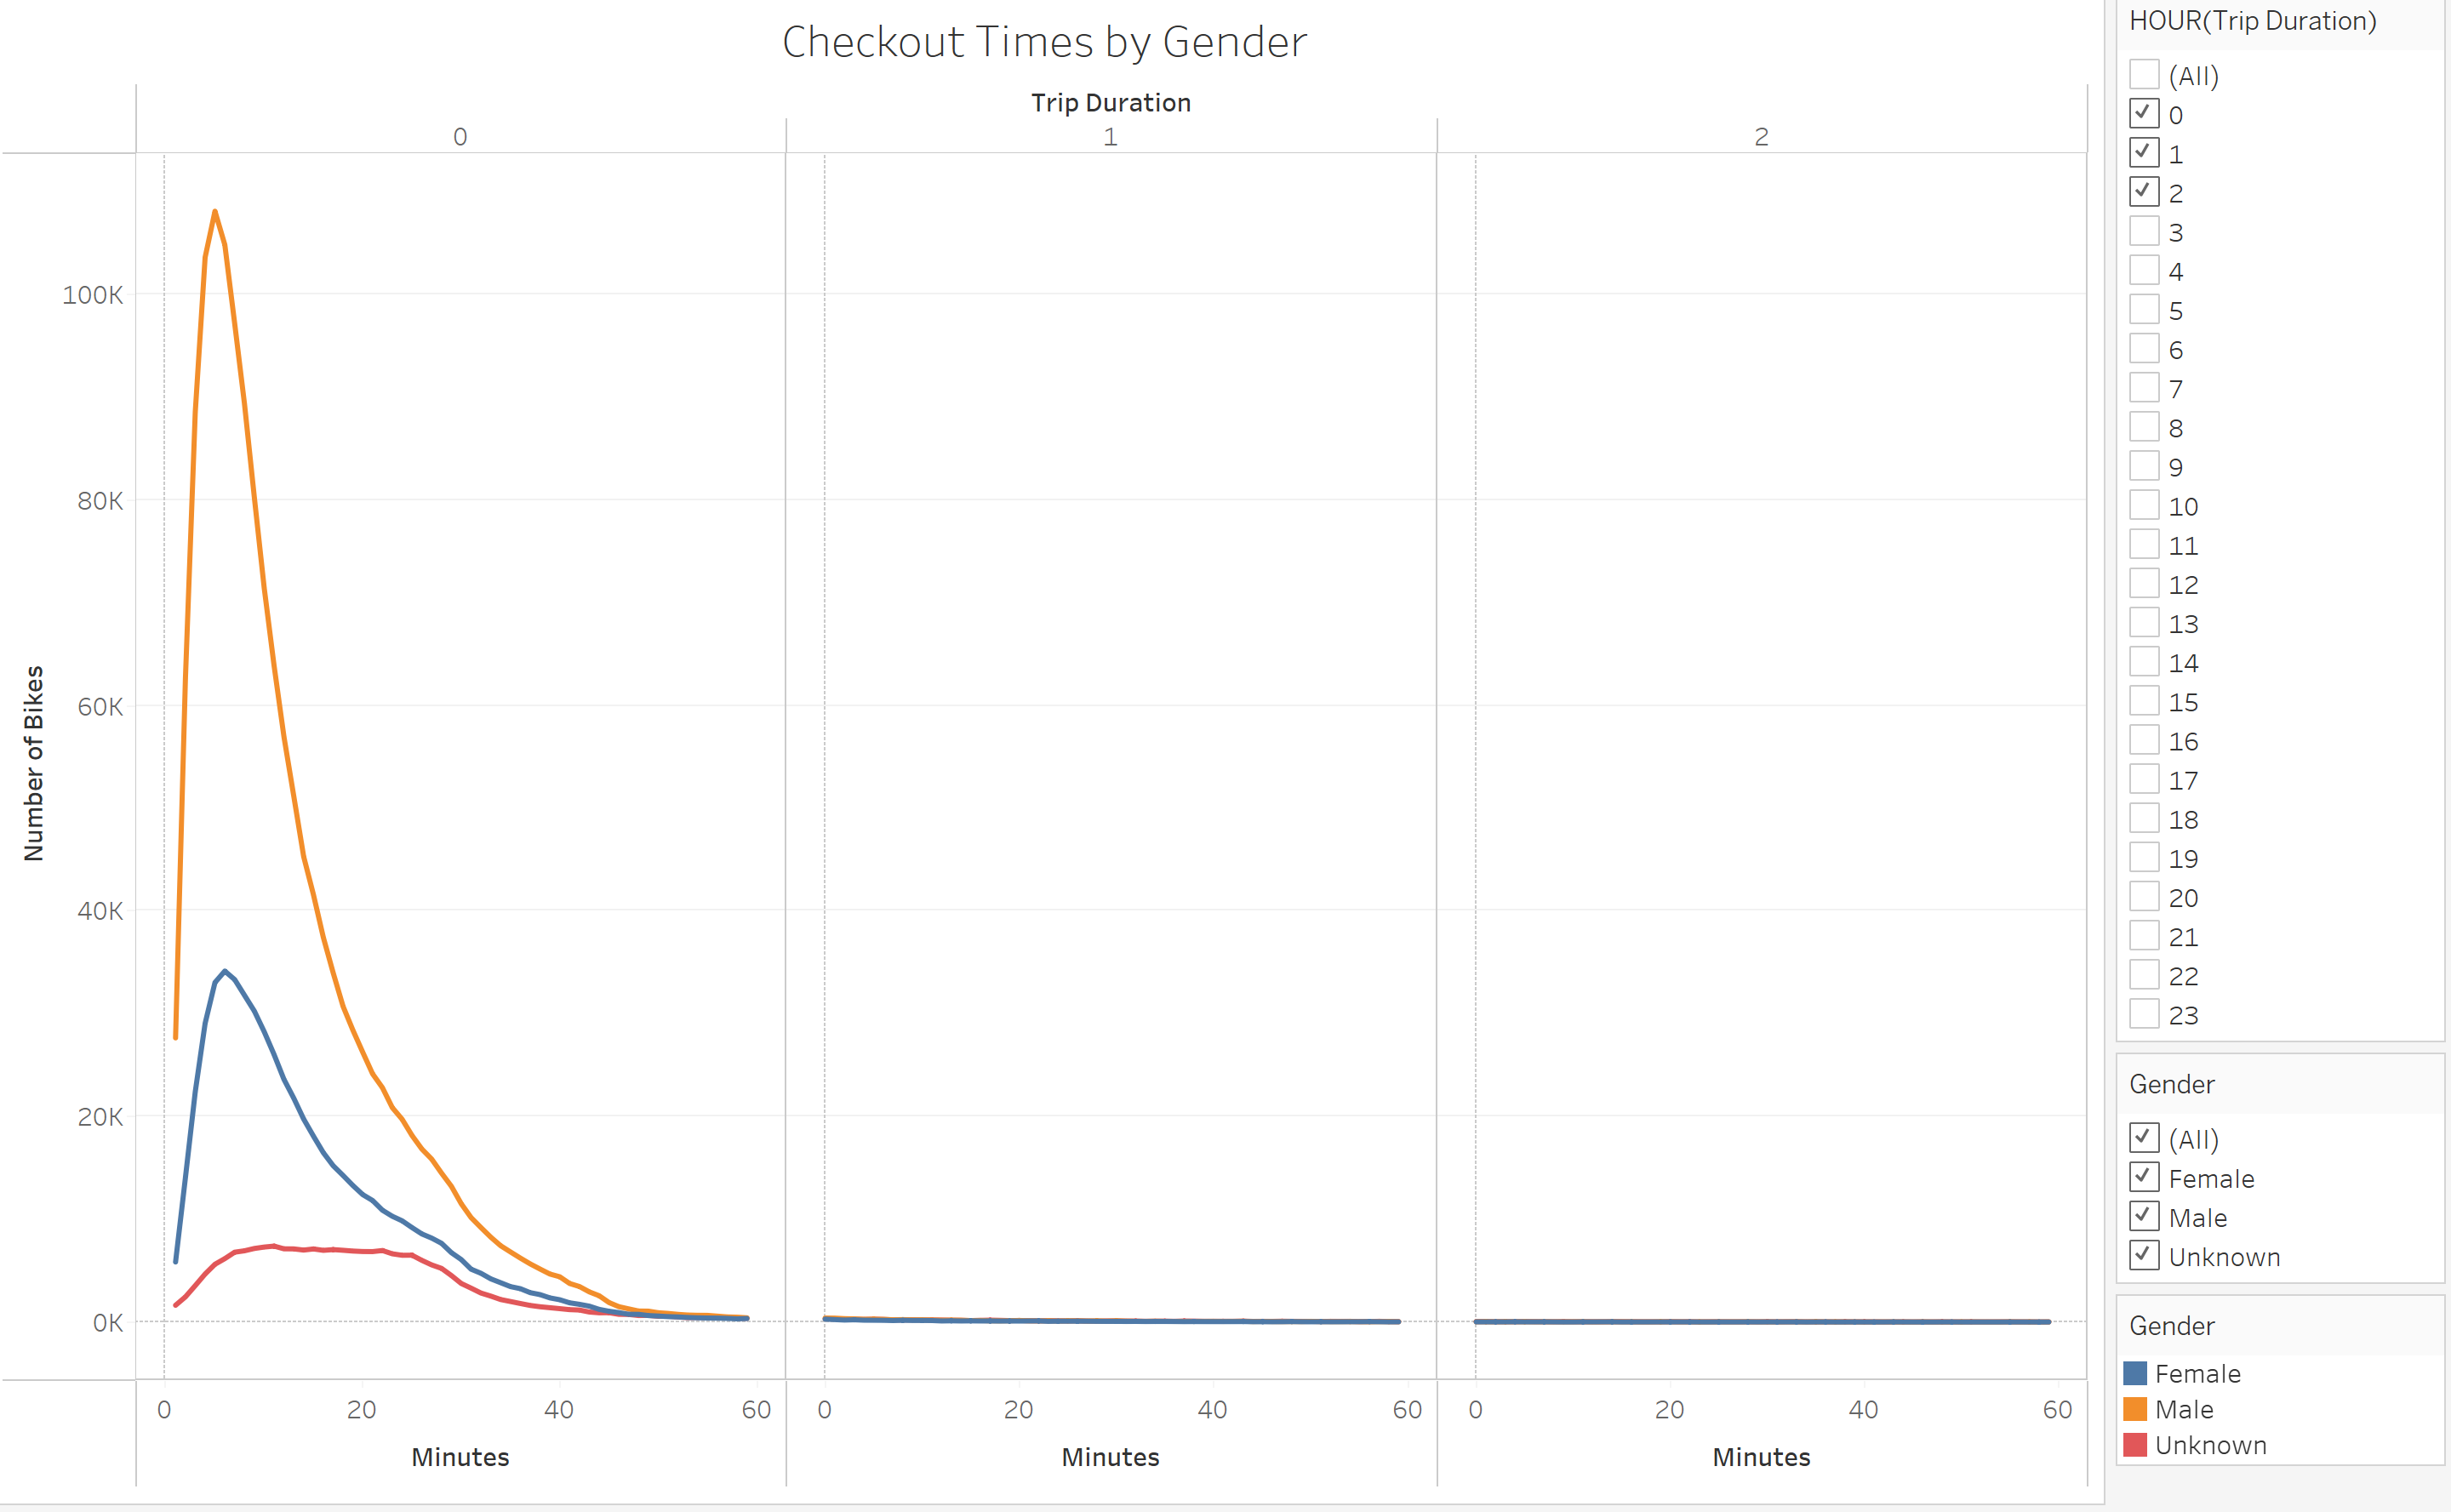 Checkout Times by Gender
Trip Duration
0 1 2
Number of Bikes
100K
80K
60K
40K
20K
0K
0 20 40 60 0 20 40 60 0 20 40 60
Minutes Minutes Minutes
HOUR(Trip Duration)
(All)
0
1
2
3
4
5
6
7
8
9
10
11
12
13
14
15
16
17
18
19
20
21
22
23
Gender
(All)
Female
Male
Unknown
Gender
Female
Male
Unknown